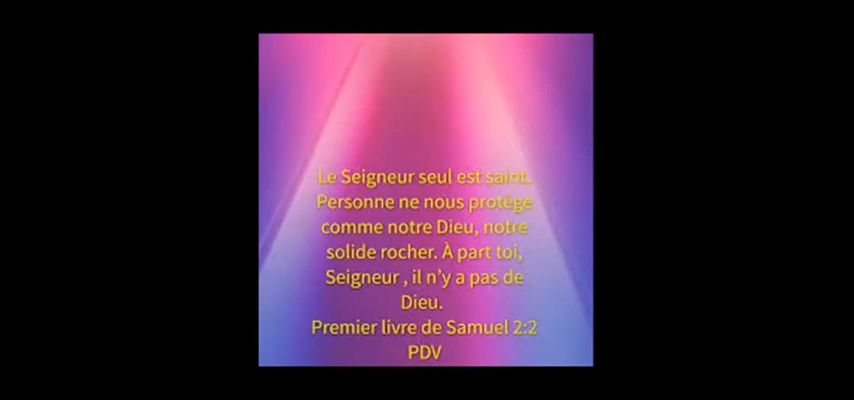 Le Seigneur seul est saint.
Personne ne nous protège
comme notre Dieu, notre
solide rocher. À part toi,
Seigneur , il n'y a pas de
Dieu.
Premier livre de Samuel 2:2
PDV